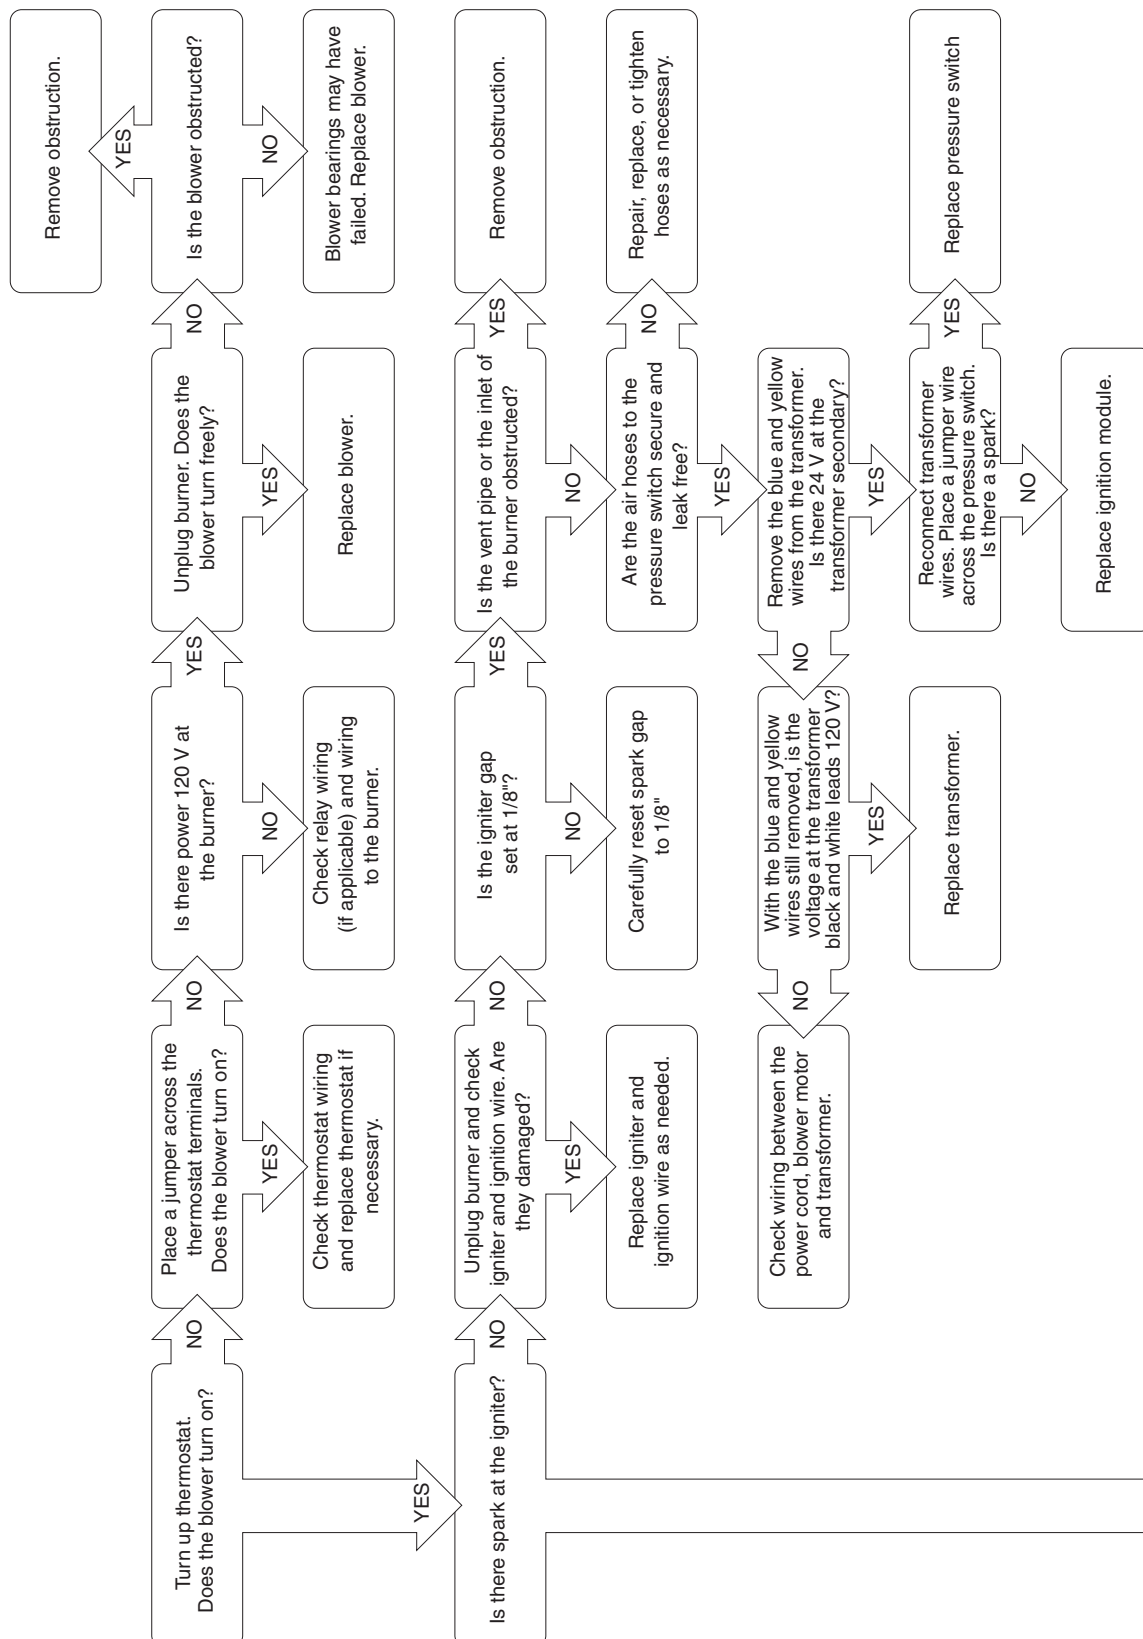 Turn up thermostat.
Does the blower turn on?
NO
Place a jumper across the
thermostat terminals.
Does the blower turn on?
NO
Is there power 120 V at
the burner?
YES
Unplug burner. Does the
blower turn freely?
NO
Is the blower obstructed?
YES
Remove obstruction.
NO
Blower bearings may have
failed. Replace blower.
YES
Replace blower.
NO
Check relay wiring
(if applicable) and wiring
to the burner.
YES
Check thermostat wiring
and replace thermostat if
necessary.
YES
Is there spark at the igniter?
NO
Unplug burner and check
igniter and ignition wire. Are
they damaged?
NO
Is the igniter gap
set at 1/8"?
YES
Is the vent pipe or the inlet of
the burner obstructed?
YES
Remove obstruction.
YES
Replace igniter and
ignition wire as needed.
NO
Carefully reset spark gap
to 1/8"
NO
Are the air hoses to the
pressure switch secure and
leak free?
NO
Repair, replace, or tighten
hoses as necessary.
YES
Remove the blue and yellow
wires from the transformer.
Is there 24 V at the
transformer secondary?
NO
With the blue and yellow
wires still removed, is the
voltage at the transformer
black and white leads 120 V?
NO
Check wiring between the
power cord, blower motor
and transformer.
YES
Replace transformer.
YES
Reconnect transformer
wires. Place a jumper wire
across the pressure switch.
Is there a spark?
YES
Replace pressure switch
NO
Replace ignition module.